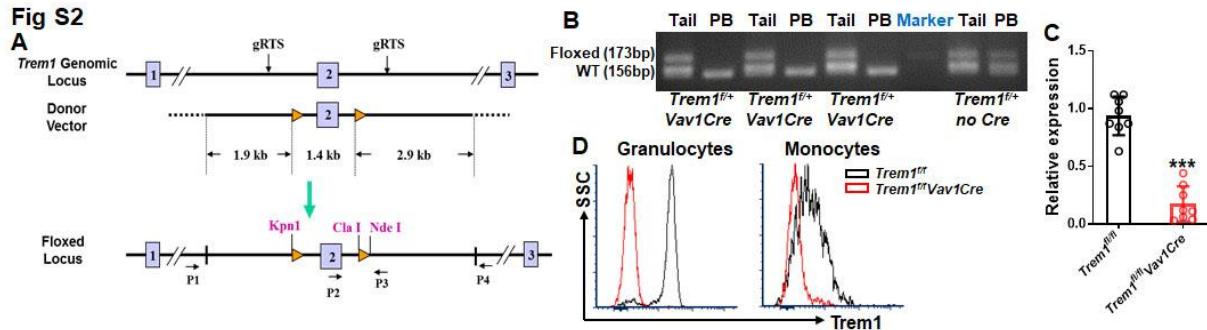 Fig S2
A
Trem1 Genomic
Locus
gRTS
gRTS
1
2
3
Donor
Vector
2
1.9 kb
1.4 kb
2.9 kb
Kpn1
Cla I
Nde I
Floxed
Locus
1
2
3
P1
P2
P3
P4
B
Tail PB Tail PB Tail PB Marker Tail PB
Floxed (173bp)
WT (156bp)
Trem1f/+ Trem1f/+ Trem1f/+ Trem1f/+
Vav1Cre Vav1Cre Vav1Cre no Cre
C
Relative expression
1.5
1.0
0.5
0.0
***
Trem1fl/fl
Trem1fl/fl Vav1Cre
D
Granulocytes
Monocytes
Trem1f/f
Trem1f/fVav1Cre
SSC
Trem1